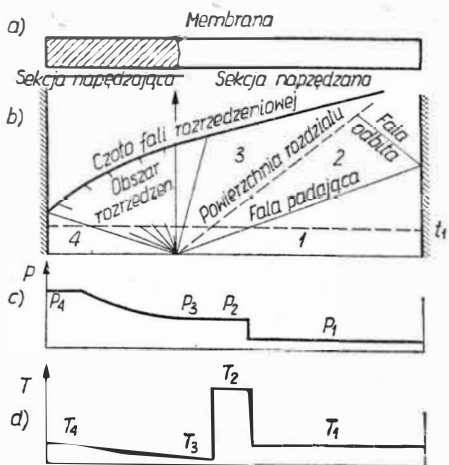 a)
Membrana
Sekcja napędzająca
Sekcja napędzana
b)
Czoło fali rozrzedzeniowej
Obszar
rozrzedzeń.
3
Powierzchnia rozdziału
2
Fala
odbita
Fala padająca
4
1
t₁
c)
P
P₄
P₃
P₂
P₁
d)
T
T₄
T₃
T₂
T₁